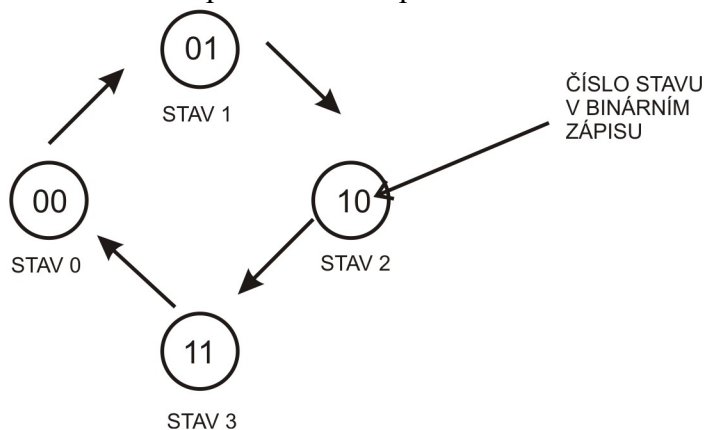 01
STAV 1
ČÍSLO STAVU
V BINÁRNÍM
ZÁPISU
00
STAV 0
10
STAV 2
11
STAV 3